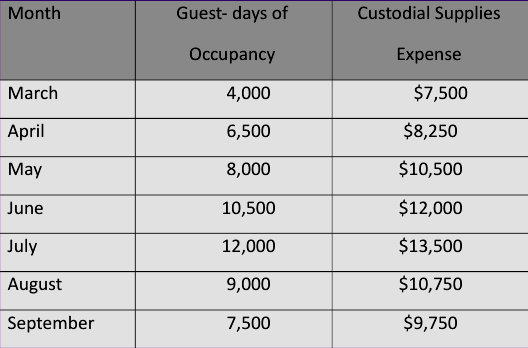 Month Guest- days of Custodial Supplies
Occupancy Expense
March 4,000 $7,500
April 6,500 $8,250
May 8,000 $10,500
June 10,500 $12,000
July 12,000 $13,500
August 9,000 $10,750
September 7,500 $9,750